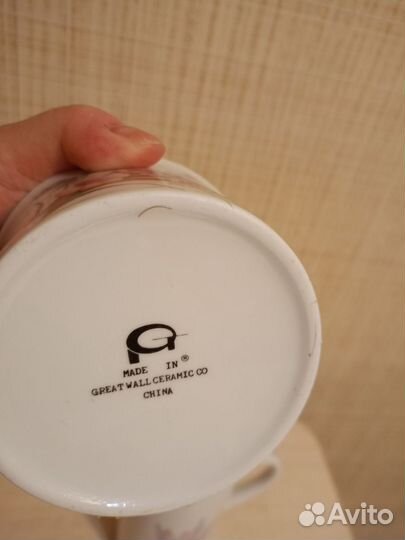 MADE IN ®
GREAT WALL CERAMIC CO
CHINA
Avito